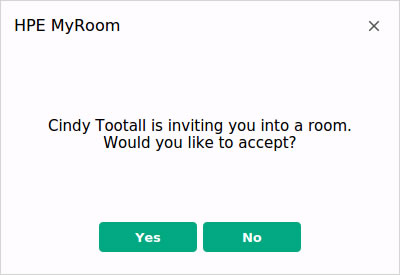 HPE MyRoom
Cindy Tootall is inviting you into a room.
Would you like to accept?
Yes
No